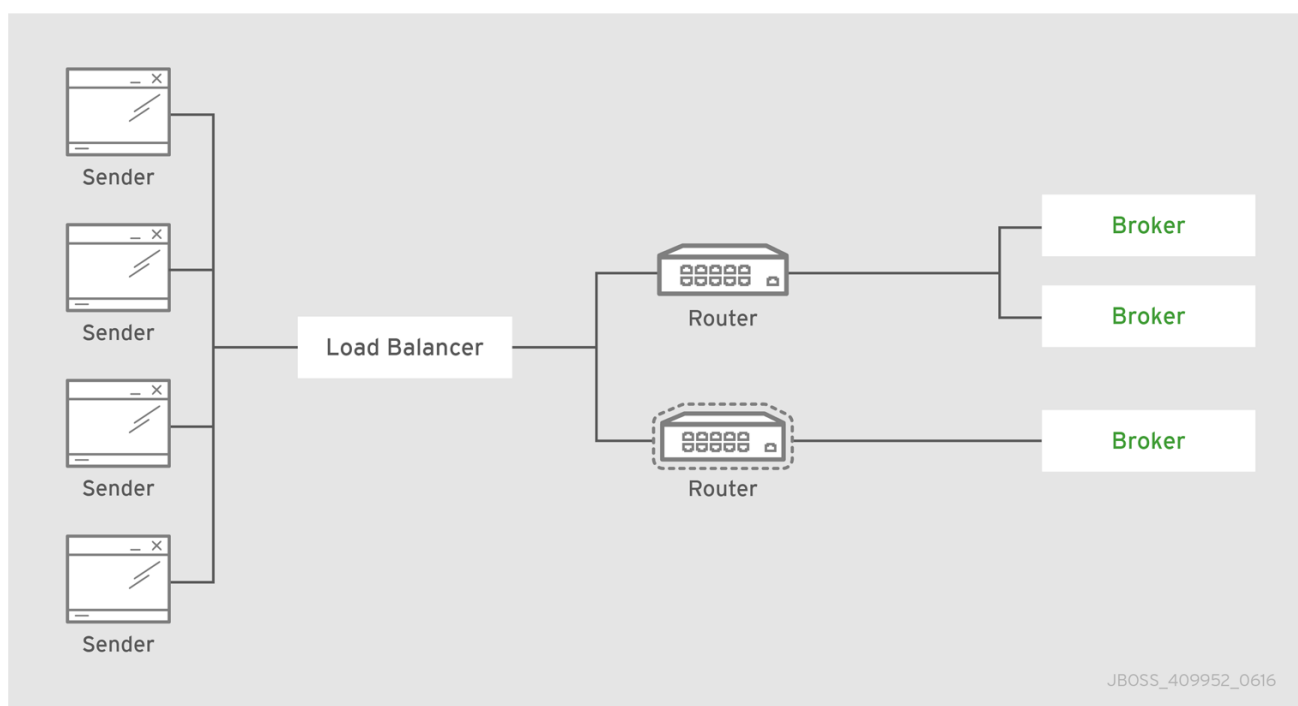 Sender
Sender
Sender
Sender
Load Balancer
Router
Router
Broker
Broker
Broker
JBOSS_409952_0616